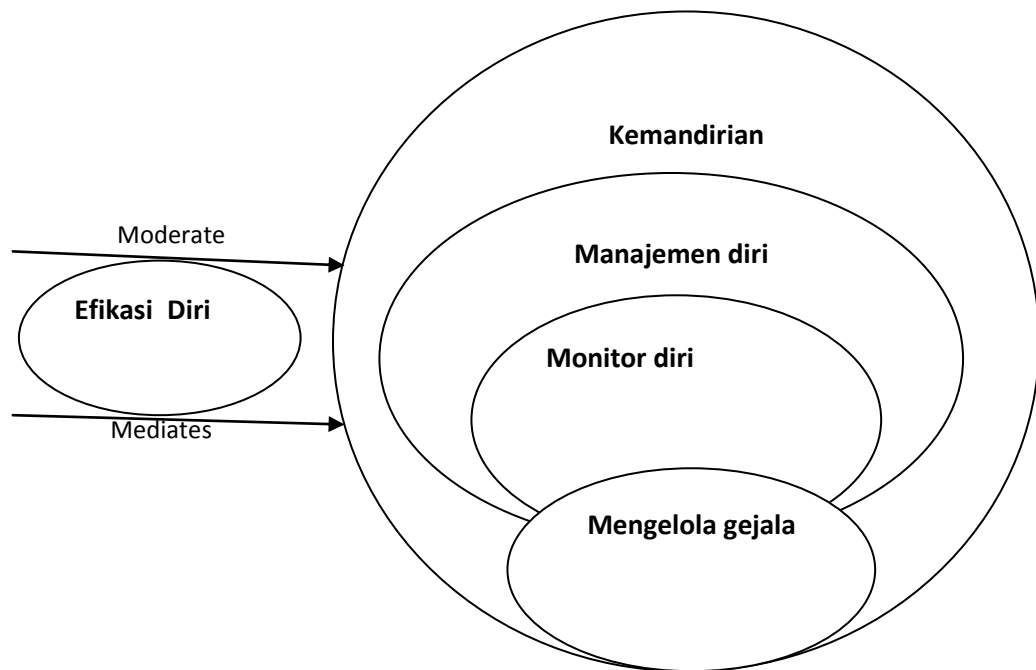 Kemandirian
Moderate
Manajemen diri
Efikasi Diri
Monitor diri
Mediates
Mengelola gejala